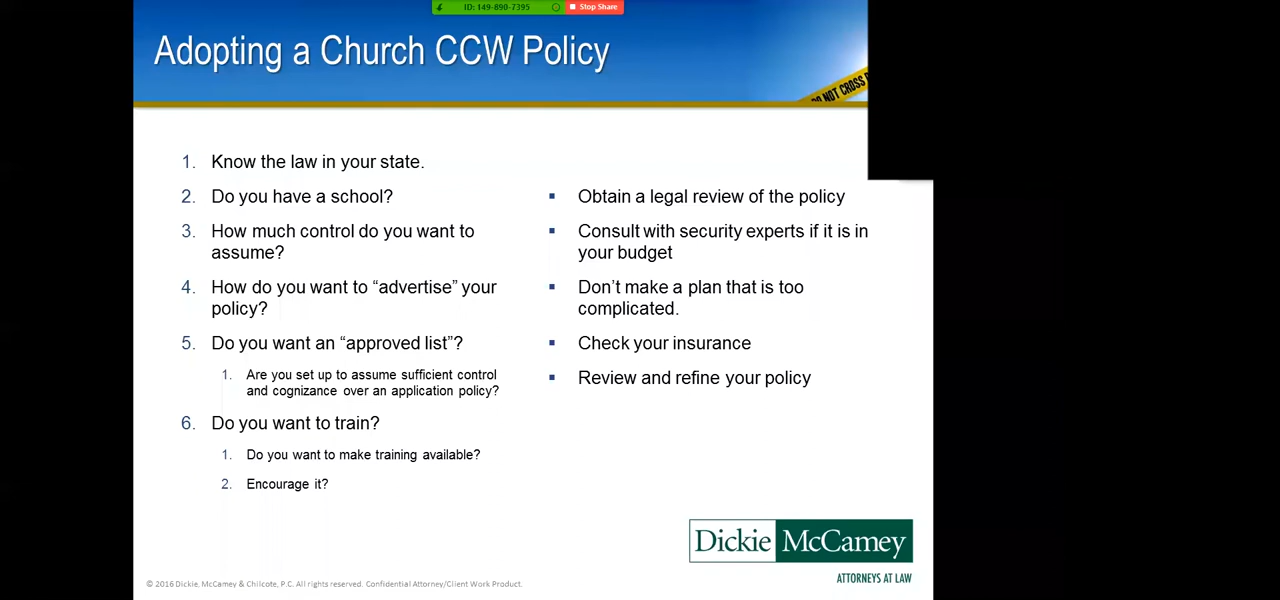 ID: 149-890-7395
Stop Share
Adopting a Church CCW Policy
DO NOT CROSS
1. Know the law in your state.
2. Do you have a school?
3. How much control do you want to
assume?
4. How do you want to “advertise” your
policy?
5. Do you want an “approved list”?
1. Are you set up to assume sufficient control
and cognizance over an application policy?
6. Do you want to train?
1. Do you want to make training available?
2. Encourage it?
▪ Obtain a legal review of the policy
▪ Consult with security experts if it is in
your budget
▪ Don’t make a plan that is too
complicated.
▪ Check your insurance
▪ Review and refine your policy
Dickie McCamey
ATTORNEYS AT LAW
© 2016 Dickie, McCamey & Chilcote, P.C. All rights reserved. Confidential Attorney/Client Work Product.